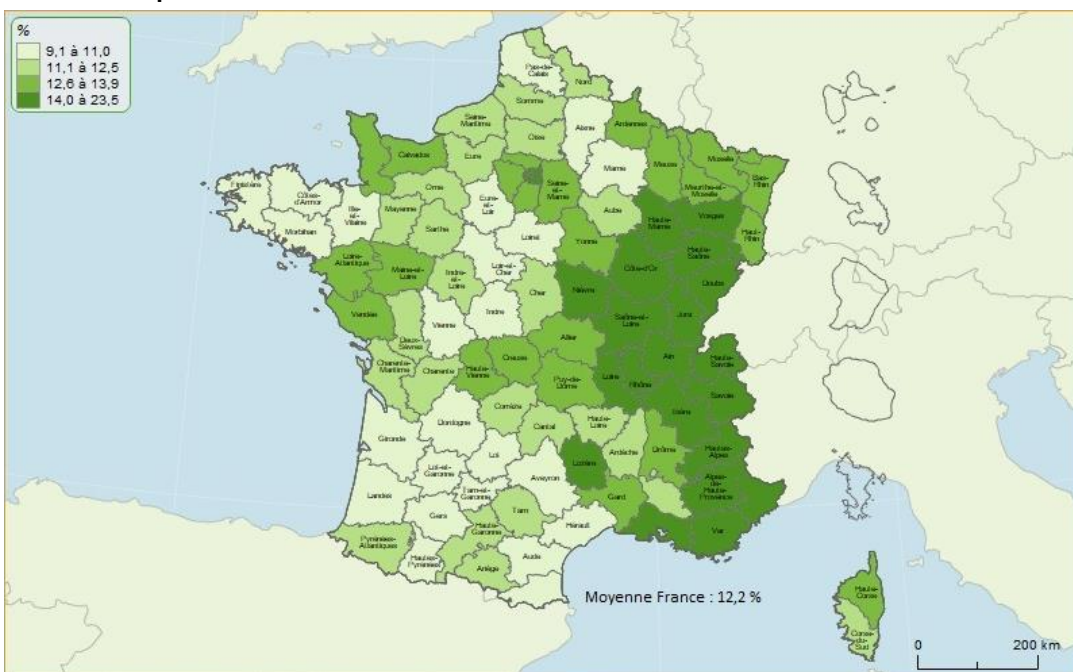 %
9,1 à 11,0
11,1 à 12,5
12,6 à 13,9
14,0 à 23,5
Pas-de-
Calais
Nord
Somme
Seine-
Maritime
Oise
Aisne
Ardennes
Calvados
Eure
Marne
Meuse
Moselle
Bas-
Rhin
Seine-
et-
Marne
Meurthe-et-
Moselle
Finistère
Côtes-
d'Armor
Orne
Ille-
et-
Vilaine
Mayenne
Eure-
et-
Loir
Aube
Haute-
Marne
Vosges
Haut-
Rhin
Morbihan
Sarthe
Loiret
Yonne
Haute-
Saône
Loire-
Atlantique
Maine-et-
Loire
Indre-
et-
Loire
Loir-et-
Cher
Côte-d'Or
Doubs
Cher
Nièvre
Vendée
Deux-
Sèvres
Vienne
Indre
Saône-et-
Loire
Jura
Allier
Charente-
Maritime
Charente
Haute-
Vienne
Creuse
Puy-de-
Dôme
Loire
Rhône
Ain
Haute-
Savoie
Savoie
Corrèze
Dordogne
Cantal
Haute-
Loire
Isère
Gironde
Lot
Lozère
Ardèche
Drôme
Hautes-
Alpes
Lot-et-
Garonne
Aveyron
Alpes-
de-
Haute-
Provence
Landes
Tarn-et-
Garonne
Gard
Gers
Tarn
Haute-
Garonne
Hérault
Var
Pyrénées-
Atlantiques
Hautes-
Pyrénées
Ariège
Aude
Haute-
Corse
Corse-
du-
Sud
Moyenne France : 12,2 %
0
200 km